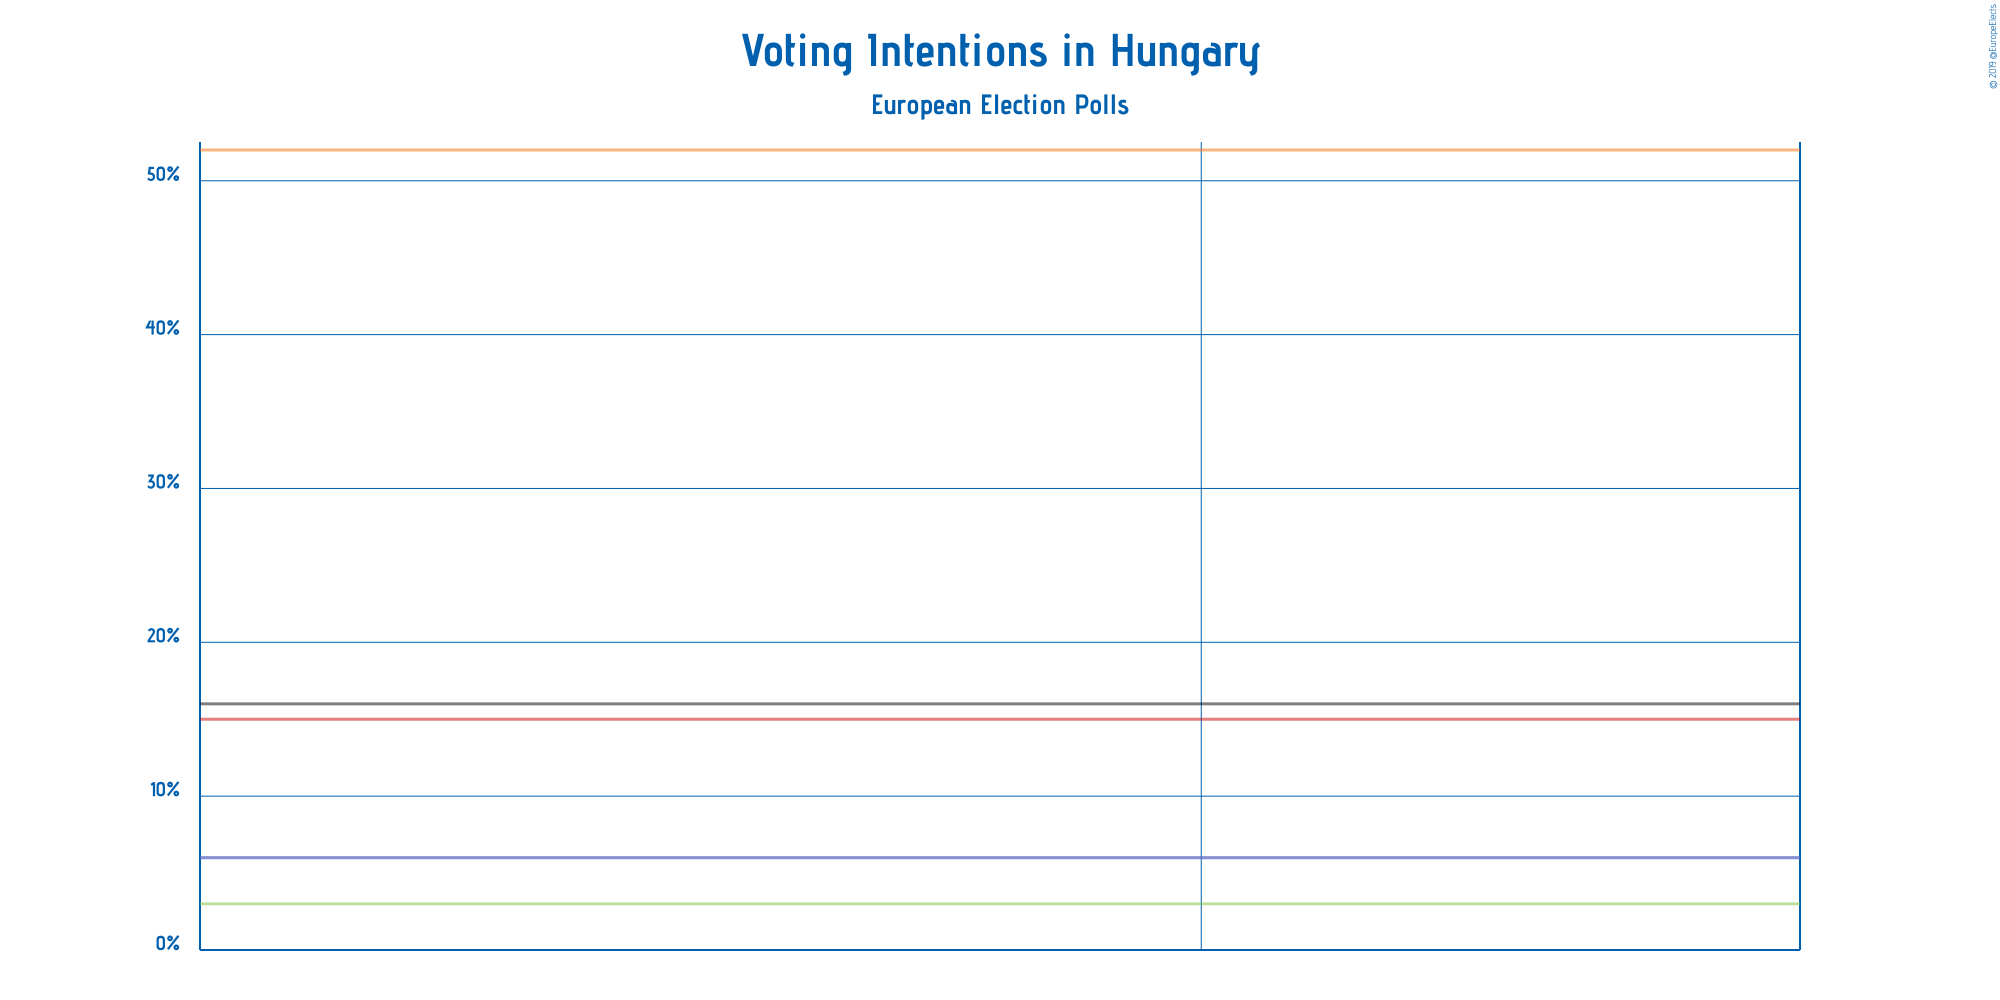 Voting Intentions in Hungary
European Election Polls
© 2019 @EuropeElects
50%
40%
30%
20%
10%
0%